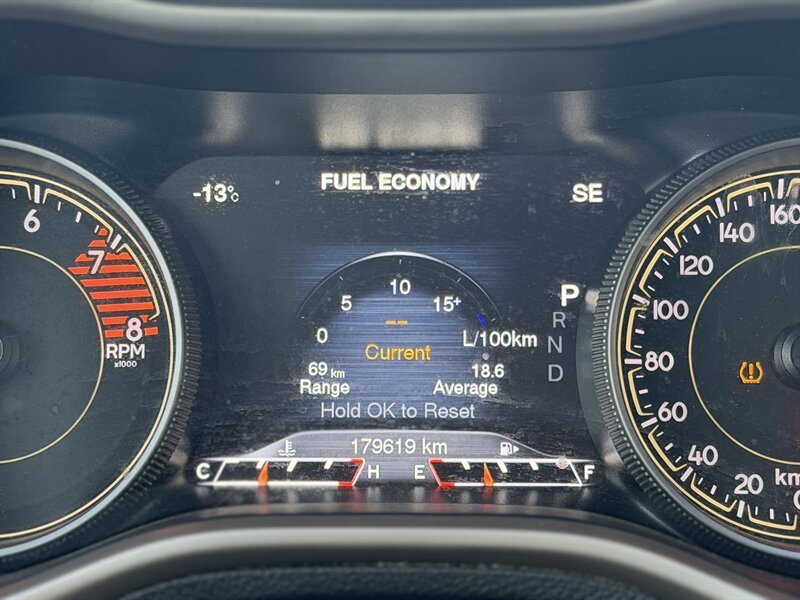 -13°C
FUEL ECONOMY
SE
6
7
8
RPM
x1000
0
5
10
15+
--
L/100km
Current
69 km
Range
18.6
Average
Hold OK to Reset
P
R
N
D
179619 km
C
H
E
F
20
40
60
80
100
120
140
160